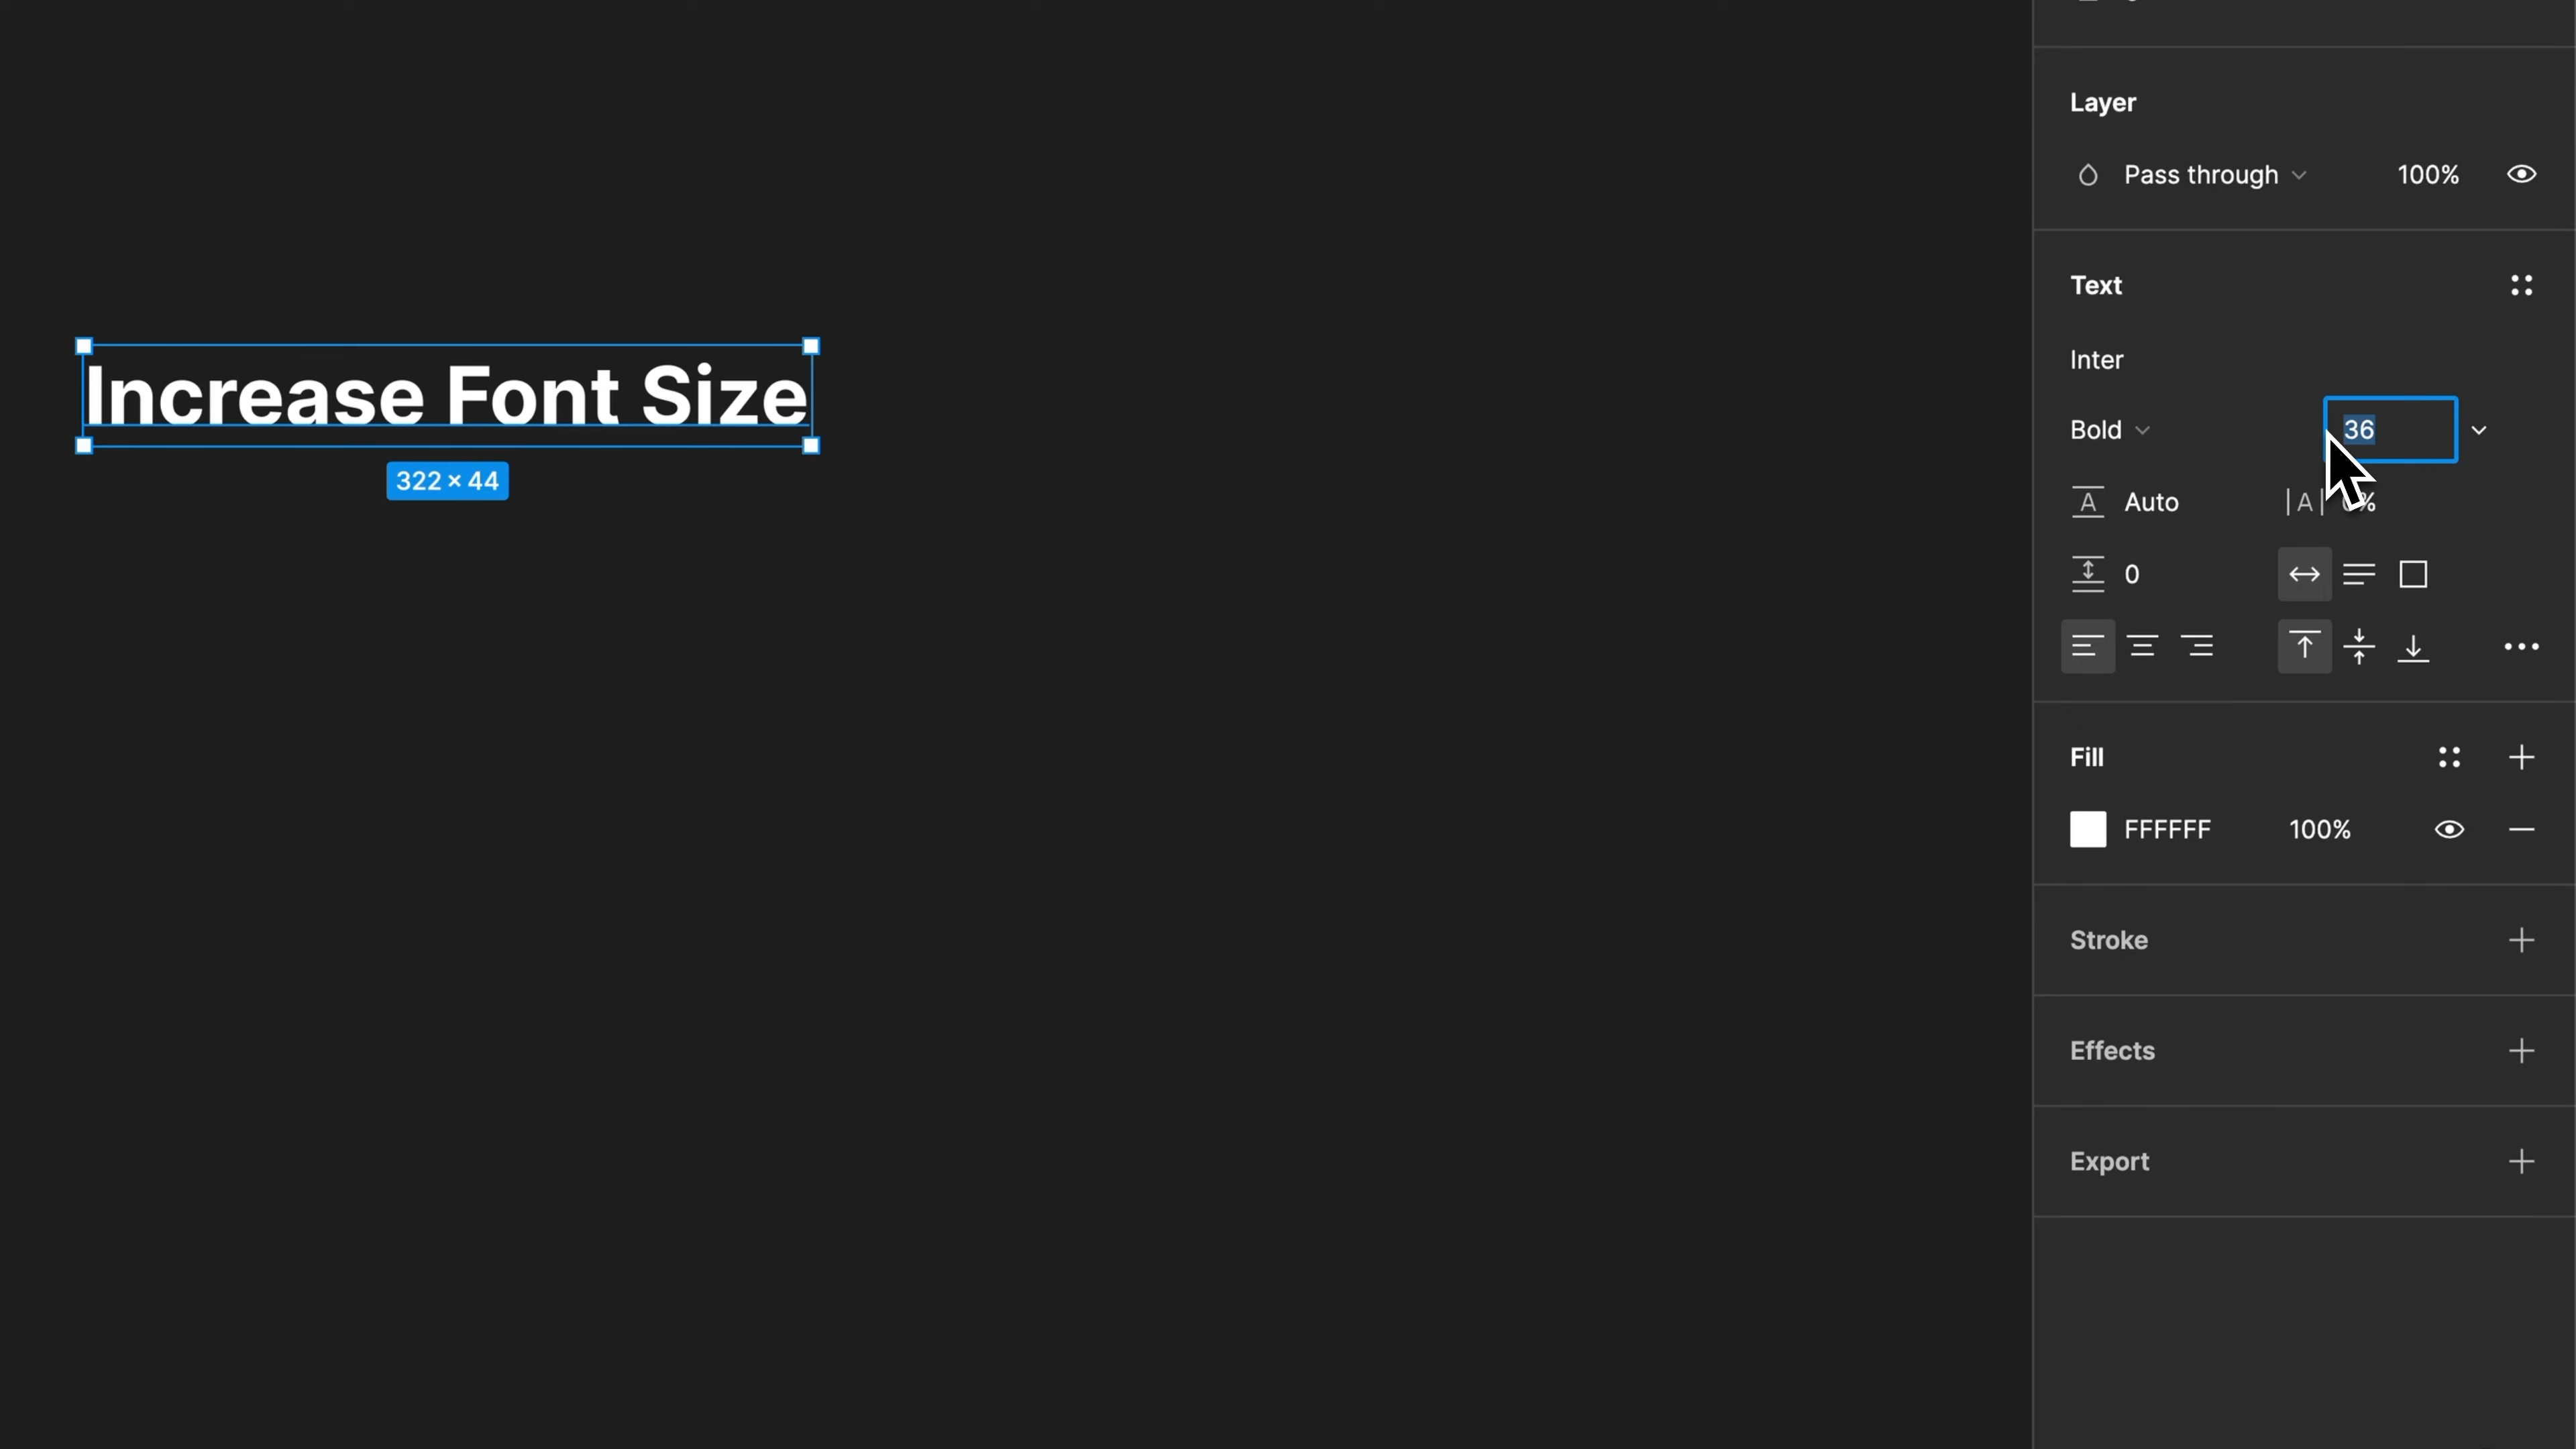 Layer
Pass through 100%
Text
Inter
Increase Font Size
Bold 36
322 × 44
A Auto |A| %
0
Fill
FFFFFF 100%
Stroke
Effects
Export